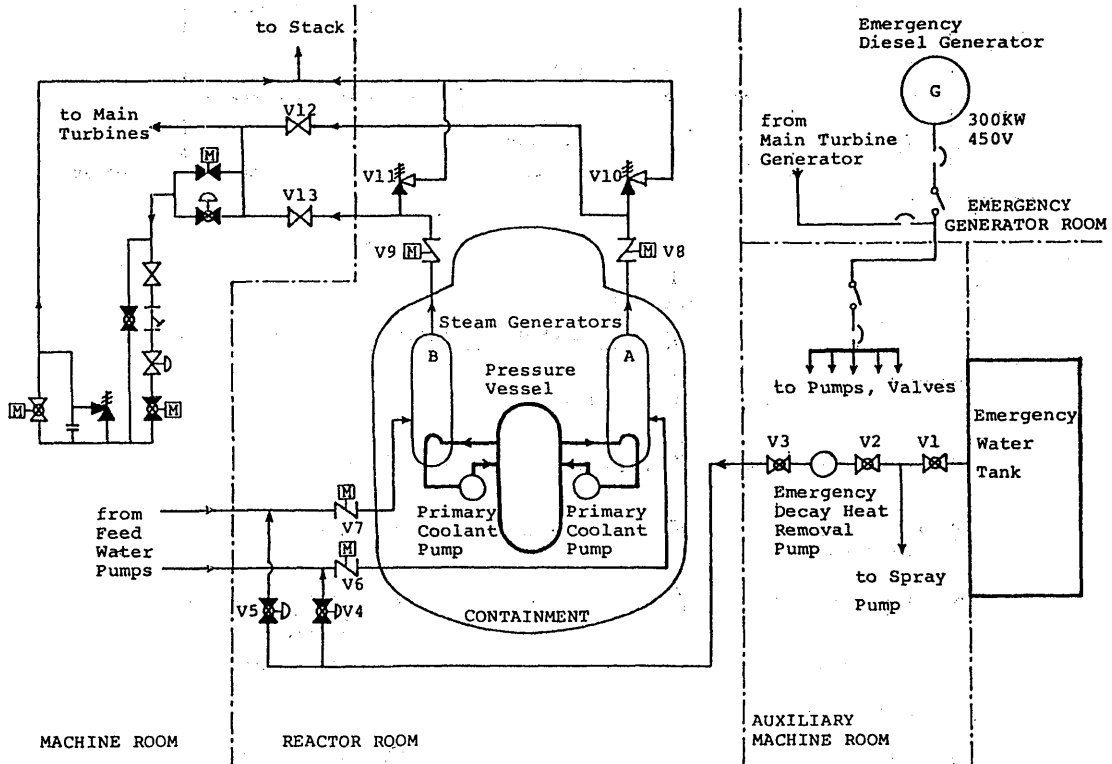 to Stack
Emergency
Diesel Generator
G
300KW
450V
from
Main Turbine
Generator
EMERGENCY
GENERATOR ROOM
to Main
Turbines
V12
M
V11
V10
V13
V9
M
M
V8
Steam Generators
B
A
Pressure
Vessel
to Pumps, Valves
Emergency
Water
Tank
M
M
V3
V2
V1
Emergency
Decay Heat
Removal
Pump
from
Feed
Water
Pumps
M
V7
Primary
Coolant
Pump
Primary
Coolant
Pump
M
V6
to Spray
Pump
V5
V4
CONTAINMENT
MACHINE ROOM
REACTOR ROOM
AUXILIARY
MACHINE ROOM